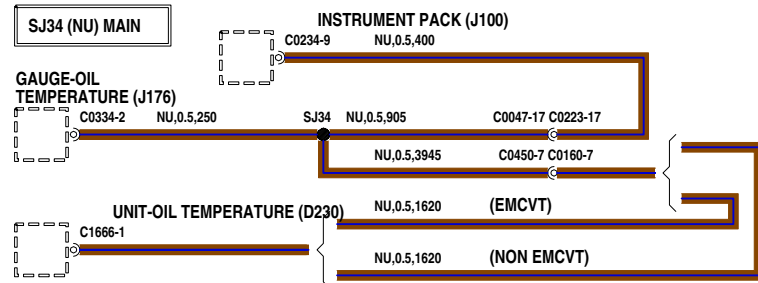 SJ34 (NU) MAIN
INSTRUMENT PACK (J100)
C0234-9 NU,0.5,400
GAUGE-OIL
TEMPERATURE (J176)
C0334-2 NU,0.5,250 SJ34 NU,0.5,905 C0047-17 C0223-17
NU,0.5,3945 C0450-7 C0160-7
UNIT-OIL TEMPERATURE (D230) NU,0.5,1620 (EMCVT)
C1666-1
NU,0.5,1620 (NON EMCVT)